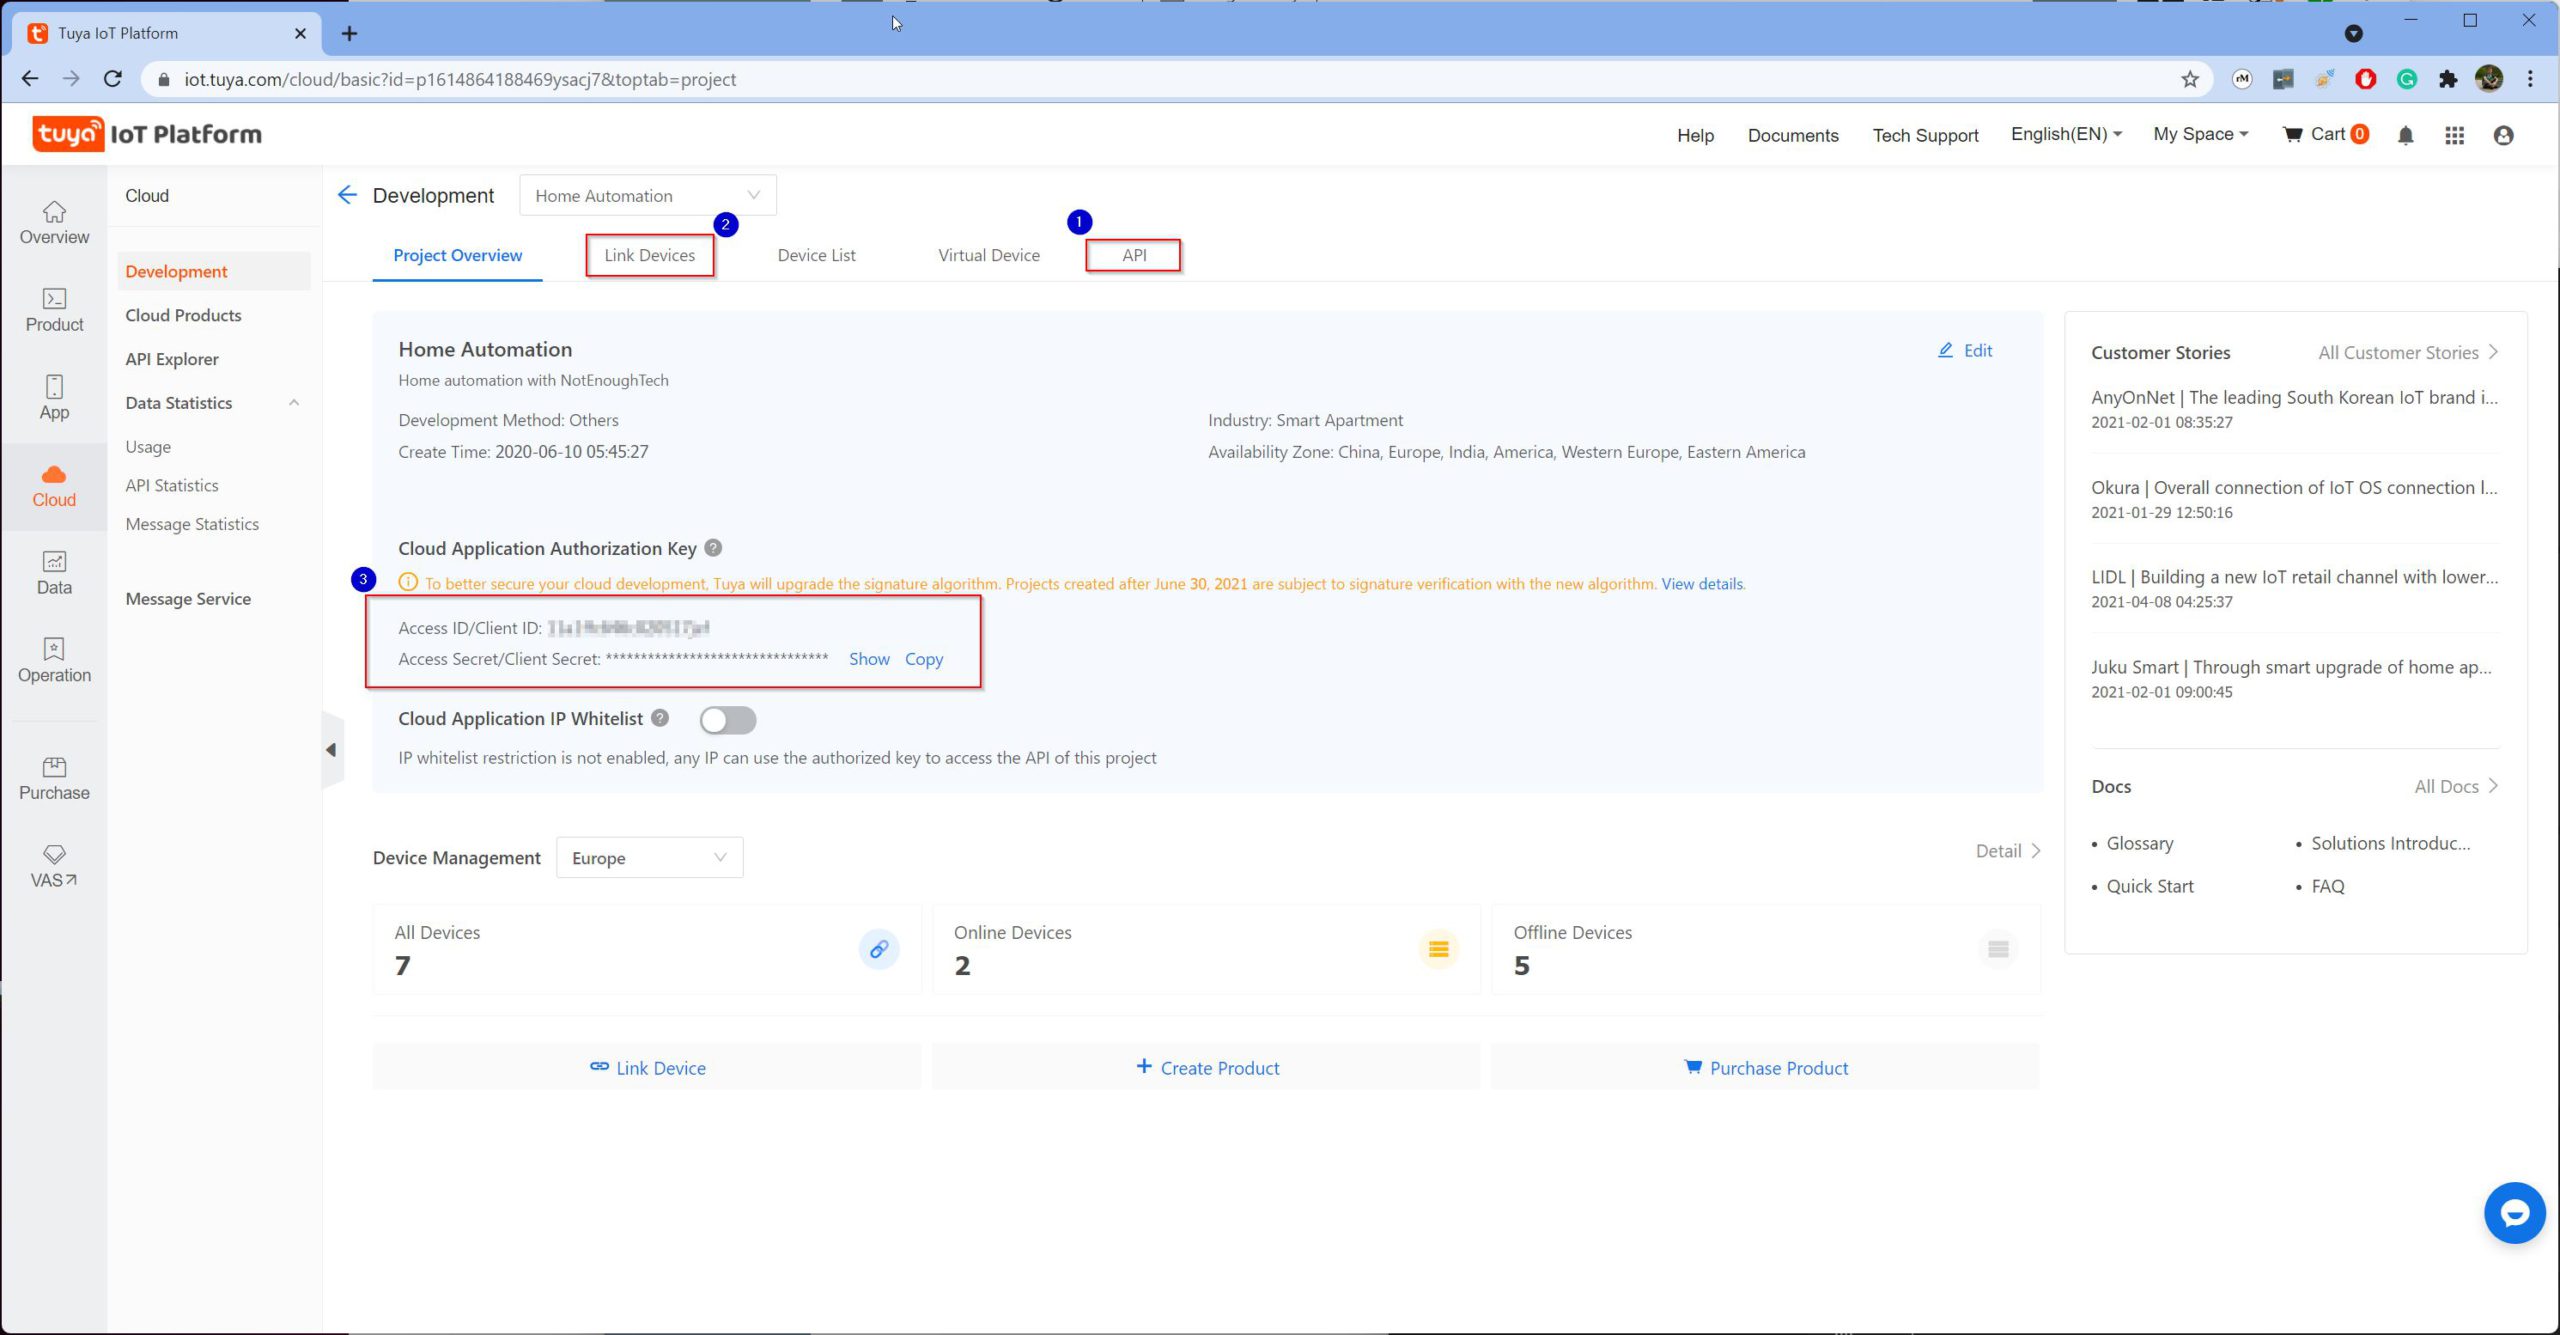 Tuya IoT Platform
iot.tuya.com/cloud/basic?id=p1614864188469ysacj7&toptab=project
tuya IoT Platform
Help Documents Tech Support English(EN) My Space Cart 0
Overview
Product
App
Cloud
Data
Operation
Purchase
VAS
Cloud
Development
Cloud Products
API Explorer
Data Statistics
Usage
API Statistics
Message Statistics
Message Service
Development Home Automation
2
1
Project Overview Link Devices Device List Virtual Device API
Home Automation
Edit
Home automation with NotEnoughTech
Development Method: Others
Industry: Smart Apartment
Create Time: 2020-06-10 05:45:27
Availability Zone: China, Europe, India, America, Western Europe, Eastern America
Cloud Application Authorization Key ?
3
To better secure your cloud development, Tuya will upgrade the signature algorithm. Projects created after June 30, 2021 are subject to signature verification with the new algorithm. View details.
Access ID/Client ID:
Access Secret/Client Secret: ******************************** Show Copy
Cloud Application IP Whitelist ?
IP whitelist restriction is not enabled, any IP can use the authorized key to access the API of this project
Device Management Europe
Detail
All Devices
7
Online Devices
2
Offline Devices
5
Link Device
+ Create Product
Purchase Product
Customer Stories All Customer Stories
AnyOnNet | The leading South Korean IoT brand i...
2021-02-01 08:35:27
Okura | Overall connection of IoT OS connection l...
2021-01-29 12:50:16
LIDL | Building a new IoT retail channel with lower...
2021-04-08 04:25:37
Juku Smart | Through smart upgrade of home ap...
2021-02-01 09:00:45
Docs All Docs
• Glossary
• Solutions Introduc...
• Quick Start
• FAQ